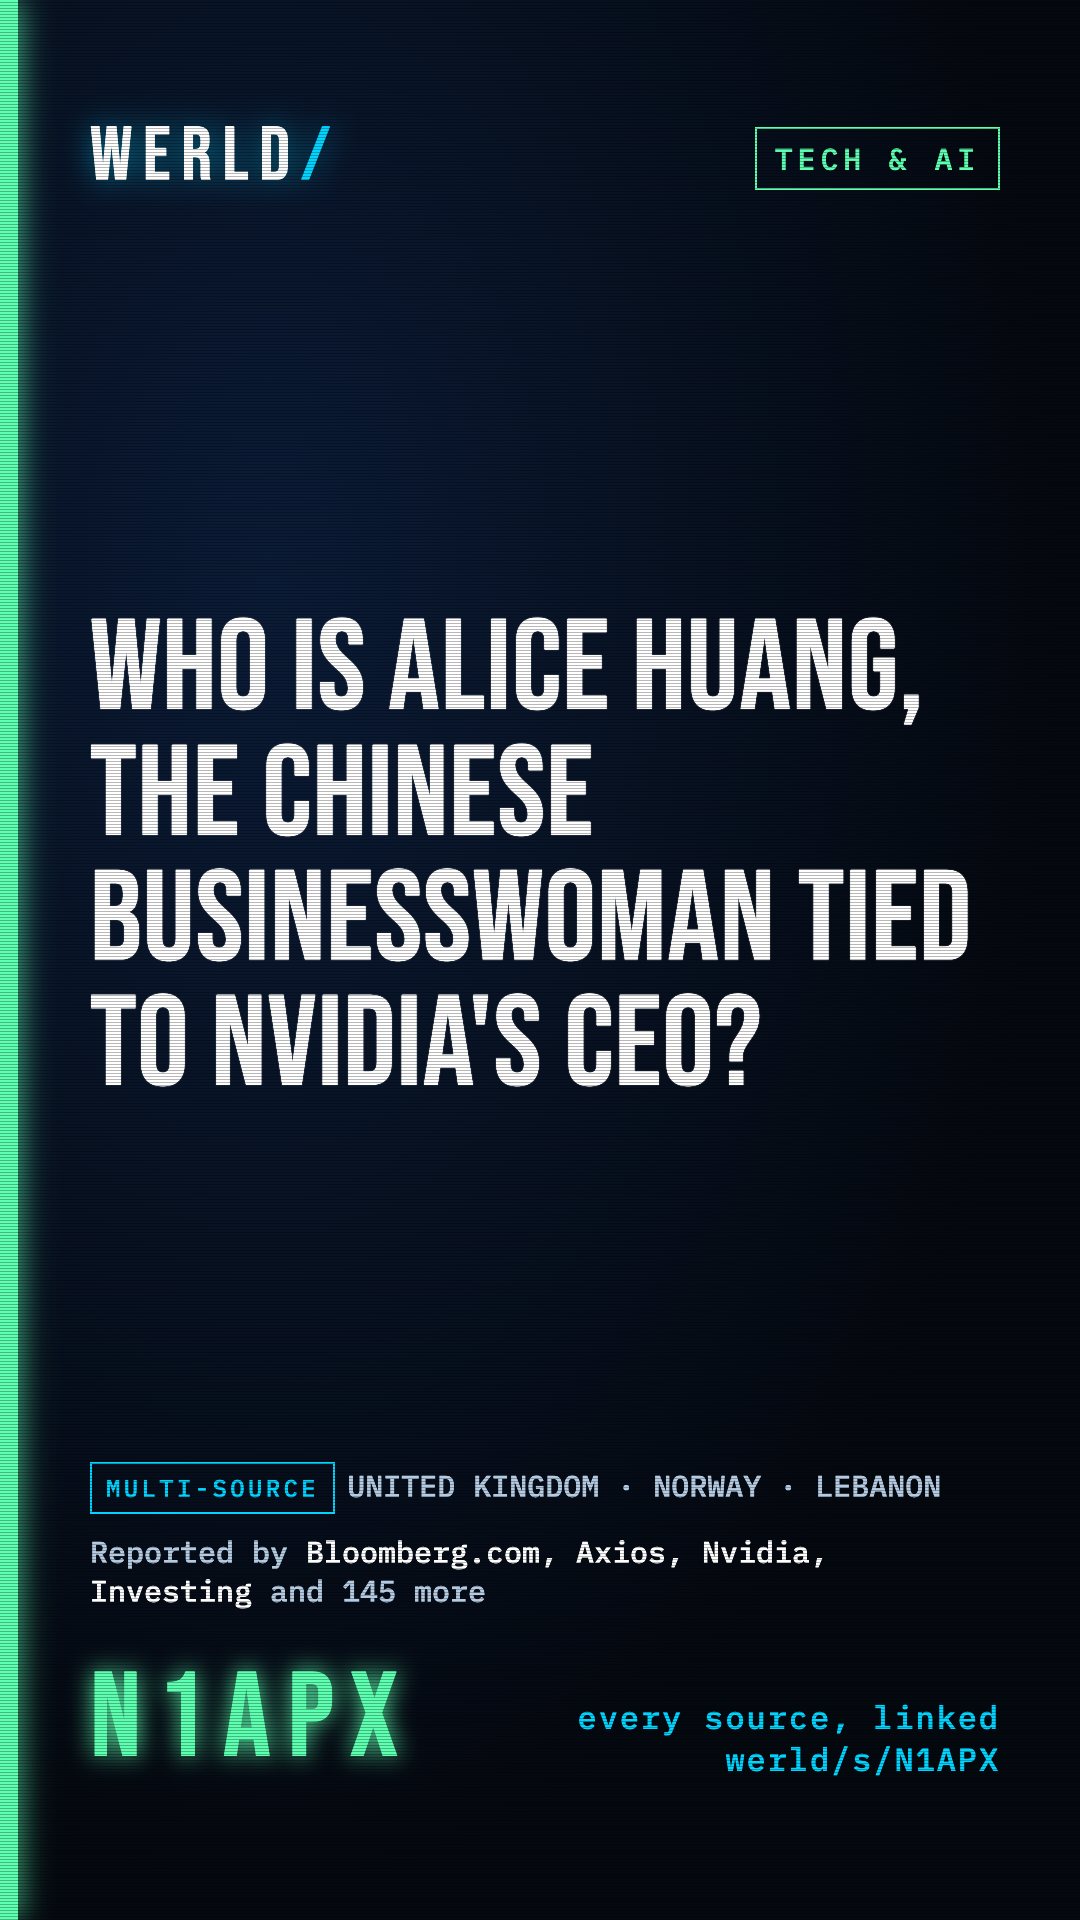 WERLD/
TECH & AI
WHO IS ALICE HUANG,
THE CHINESE
BUSINESSWOMAN TIED
TO NVIDIA'S CEO?
MULTI-SOURCE UNITED KINGDOM · NORWAY · LEBANON
Reported by Bloomberg.com, Axios, Nvidia,
Investing and 145 more
N1APX
every source, linked
werld/s/N1APX